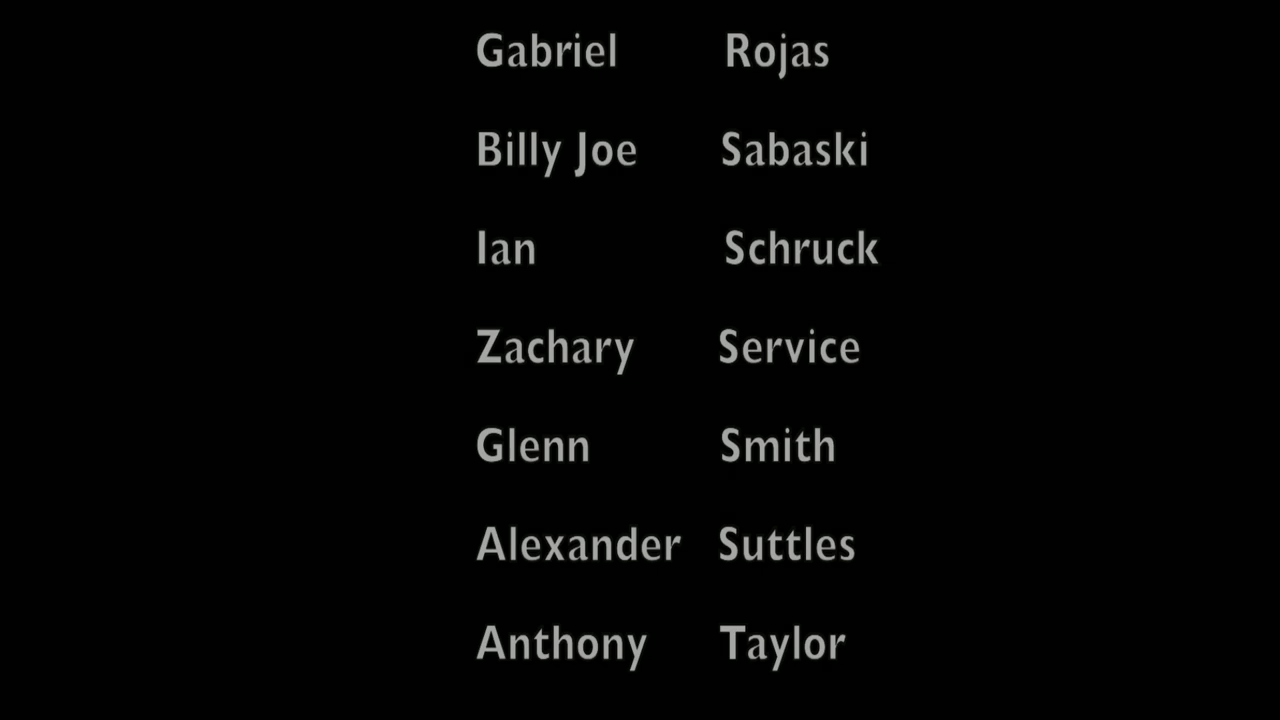 Gabriel Rojas
Billy Joe Sabaski
Ian Schruck
Zachary Service
Glenn Smith
Alexander Suttles
Anthony Taylor